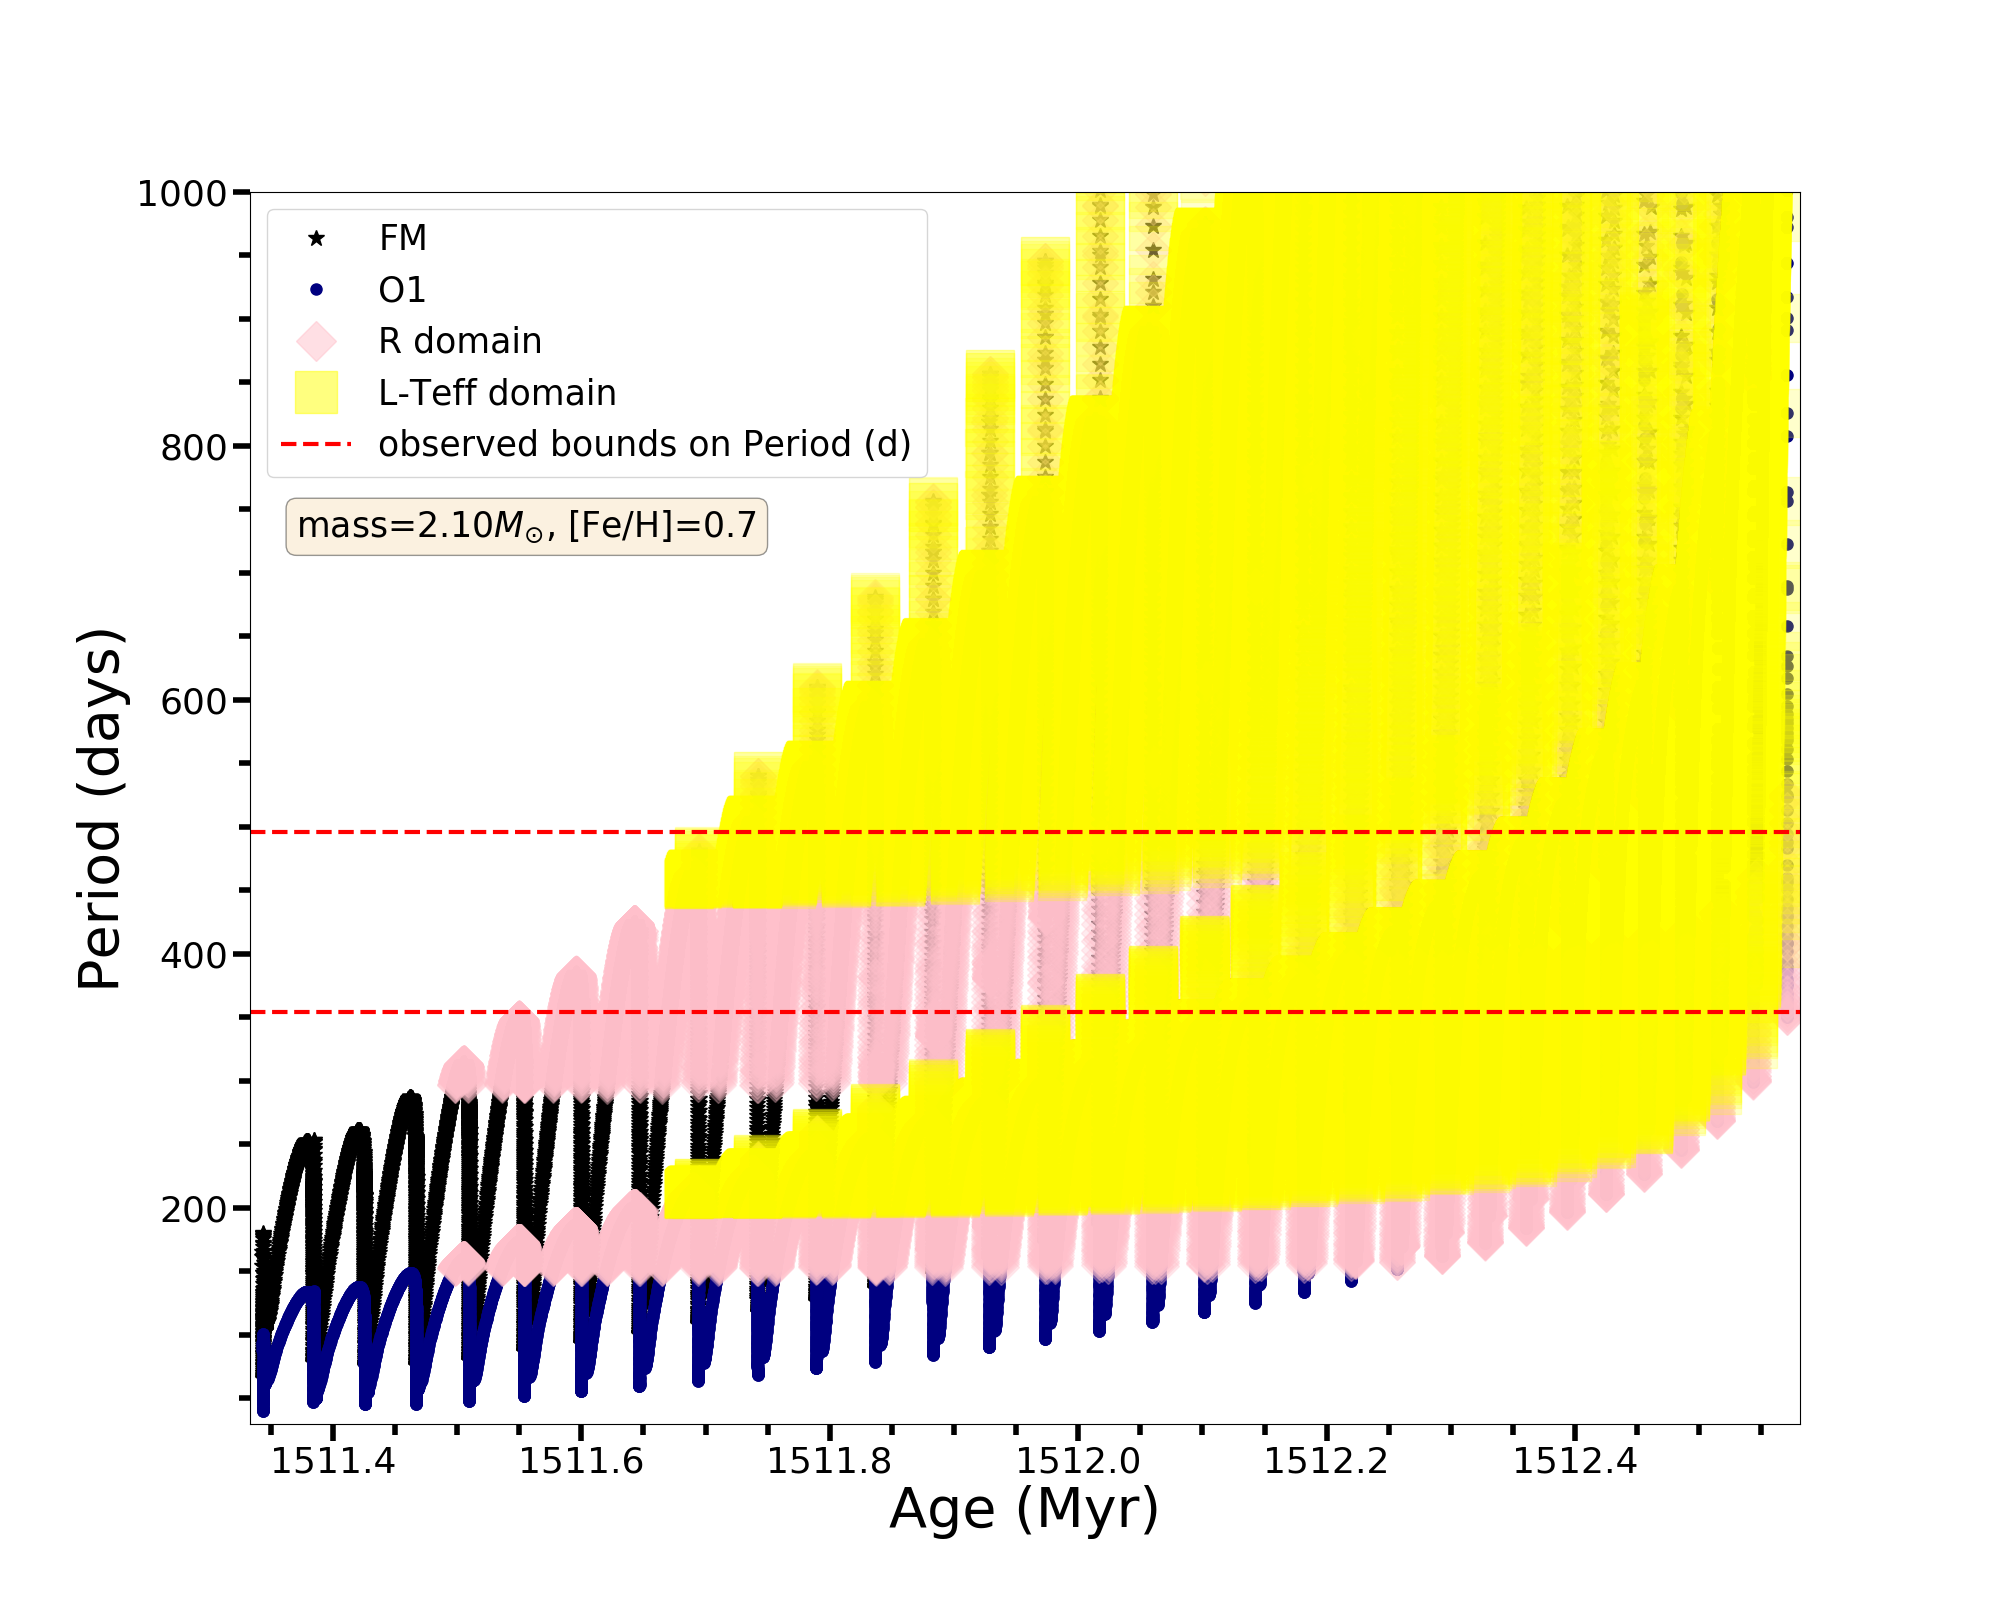 1000
800
600
400
200
Period (days)
FM
O1
R domain
L-Teff domain
observed bounds on Period (d)
mass=2.10M⊙, [Fe/H]=0.7
1511.4 1511.6 1511.8 1512.0 1512.2 1512.4
Age (Myr)